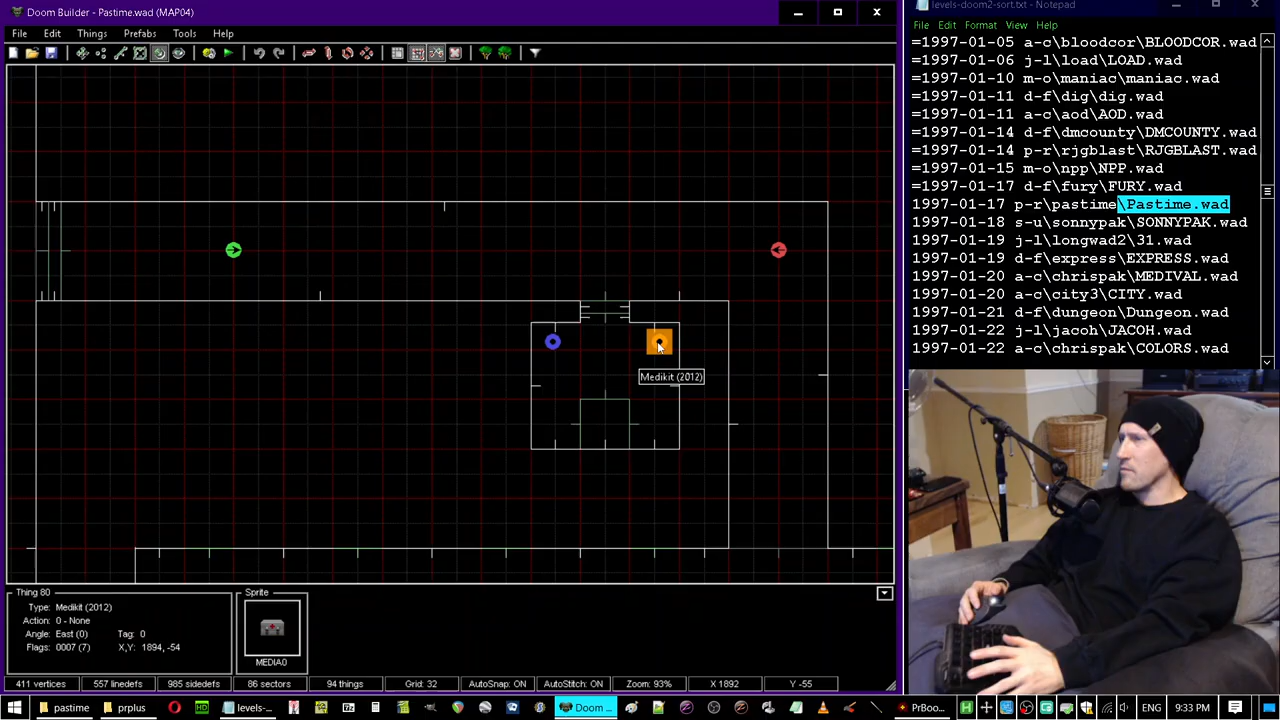 Doom Builder - Pastime.wad (MAP04)
File Edit Things Prefabs Tools Help
Medikit (2012)
Thing 80
Type: Medikit (2012)
Action: 0 - None
Angle: East (0) Tag: 0
Flags: 0007 (7) X,Y: 1894, -54
Sprite
MEDIA0
411 vertices 557 linedefs 985 sidedefs 86 sectors 94 things Grid: 32 AutoSnap: ON AutoStitch: ON Zoom: 93% X 1892 Y -55
levels-doom2-sort.txt - Notepad
File Edit Format View Help
=1997-01-05 a-c\bloodcor\BLOODCOR.wad
=1997-01-06 j-l\load\LOAD.wad
=1997-01-10 m-o\maniac\maniac.wad
=1997-01-11 d-f\dig\dig.wad
=1997-01-11 a-c\aod\AOD.wad
=1997-01-14 d-f\dmcounty\DMCOUNTY.wad
=1997-01-14 p-r\rjgblast\RJGBLAST.wad
=1997-01-15 m-o\npp\NPP.wad
=1997-01-17 d-f\fury\FURY.wad
1997-01-17 p-r\pastime\Pastime.wad
1997-01-18 s-u\sonnypak\SONNYPAK.wad
1997-01-19 j-l\longwad2\31.wad
1997-01-19 d-f\express\EXPRESS.wad
1997-01-20 a-c\chrispak\MEDIVAL.wad
1997-01-20 a-c\city3\CITY.wad
1997-01-21 d-f\dungeon\Dungeon.wad
1997-01-22 j-l\jacoh\JACOH.wad
1997-01-22 a-c\chrispak\COLORS.wad
pastime prplus levels-... Doom ... PrBoo... ENG 9:33 PM